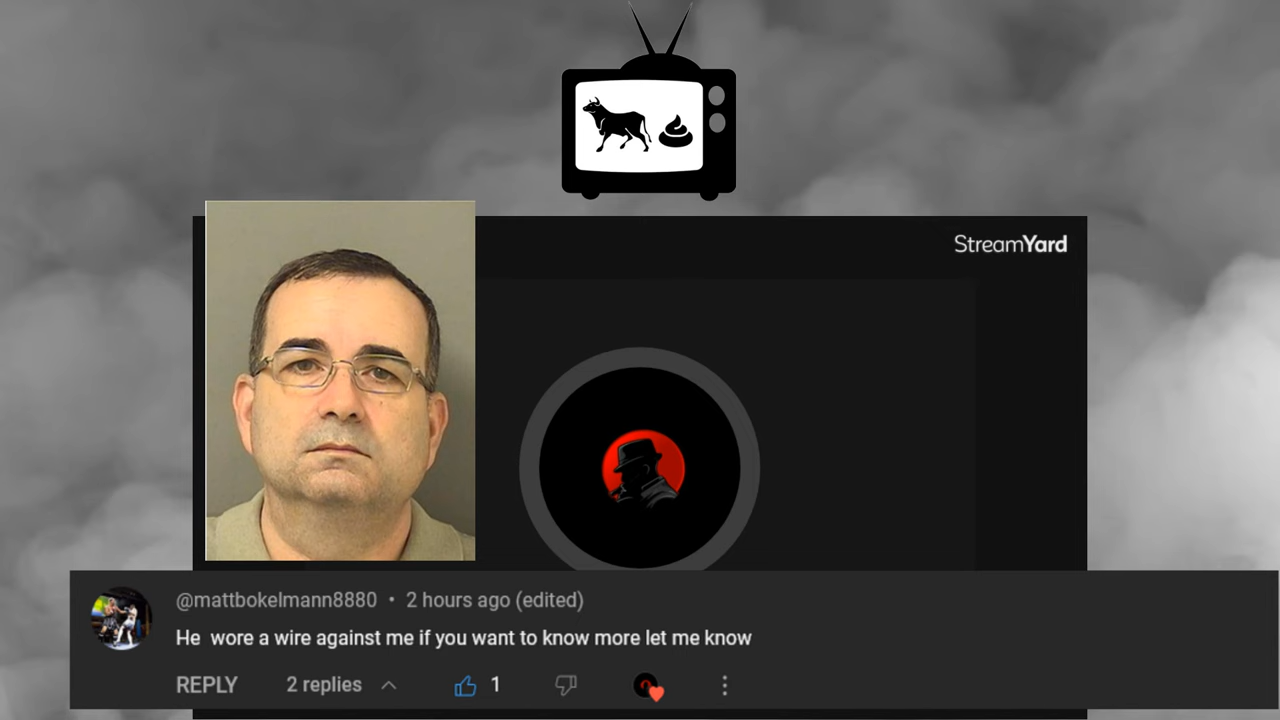 StreamYard
@mattbokelmann8880 • 2 hours ago (edited)
He wore a wire against me if you want to know more let me know
REPLY 2 replies 1